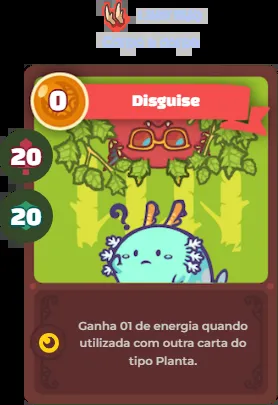 0
Disguise
20
20
?
Ganha 01 de energia quando
utilizada com outra carta do
tipo Planta.